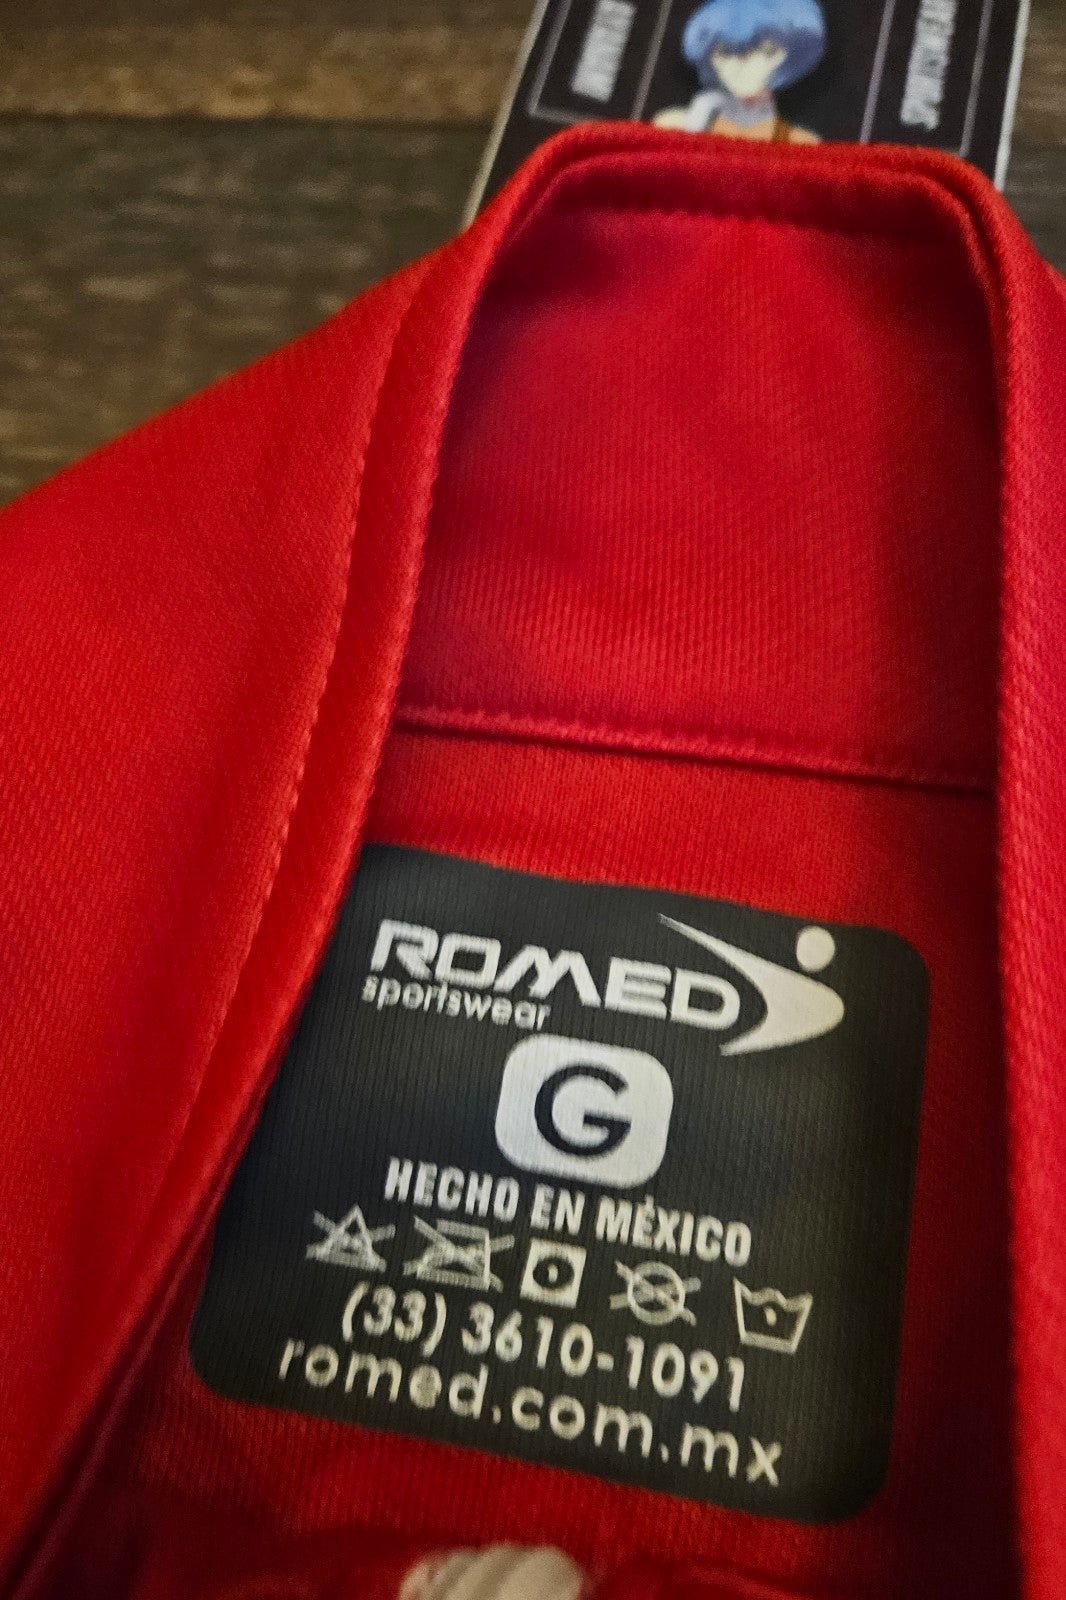 ROMED
sportswear
G
HECHO EN MÉXICO
(33) 3610-1091
romed.com.mx